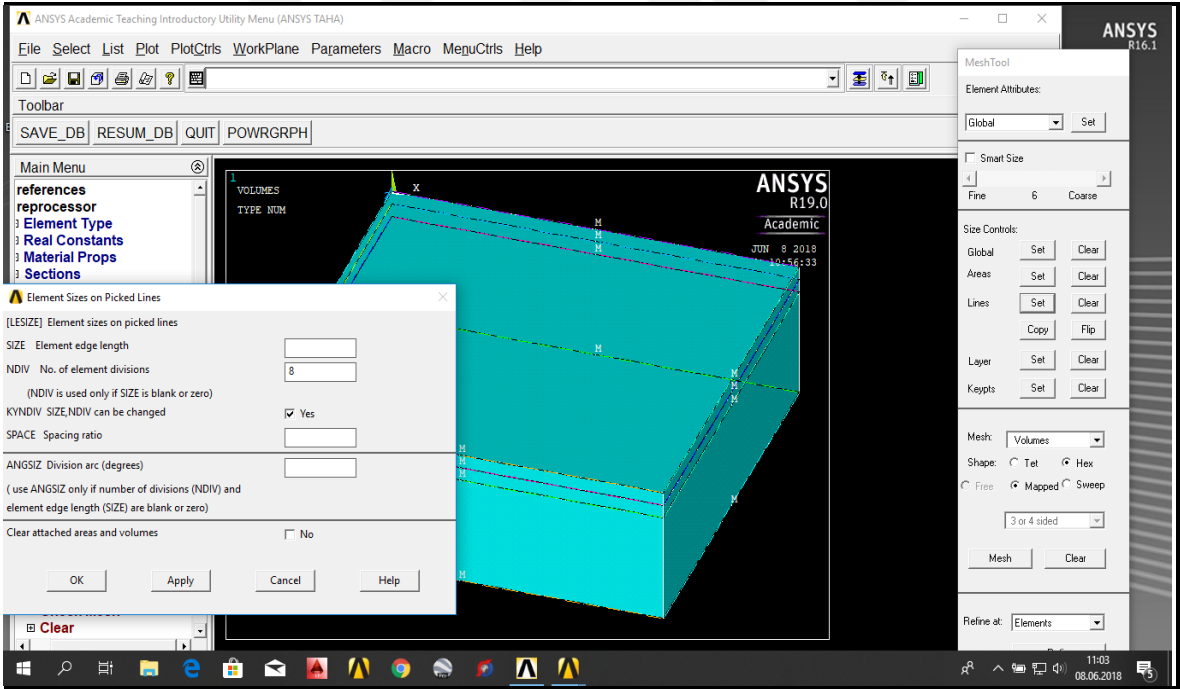 ANSYS Academic Teaching Introductory Utility Menu (ANSYS TAHA)
ANSYS
R16.1
File Select List Plot PlotCtrls WorkPlane Parameters Macro MenuCtrls Help
Toolbar
SAVE_DB RESUM_DB QUIT POWRGRPH
Main Menu
references
reprocessor
Element Type
Real Constants
Material Props
Sections
1
VOLUMES
TYPE NUM
X
ANSYS
R19.0
Academic
JUN 8 2018
10:56:33
M
M
M
M
M
M
M
M
M
M
M
M
Element Sizes on Picked Lines
[LESIZE] Element sizes on picked lines
SIZE Element edge length
NDIV No. of element divisions 8
(NDIV is used only if SIZE is blank or zero)
KYNDIV SIZE,NDIV can be changed Yes
SPACE Spacing ratio
ANGSIZ Division arc (degrees)
( use ANGSIZ only if number of divisions (NDIV) and
element edge length (SIZE) are blank or zero)
Clear attached areas and volumes No
OK Apply Cancel Help
Clear
MeshTool
Element Attributes:
Global Set
Smart Size
Fine 6 Coarse
Size Controls:
Global Set Clear
Areas Set Clear
Lines Set Clear
Copy Flip
Layer Set Clear
Keypts Set Clear
Mesh: Volumes
Shape: Tet Hex
Free Mapped Sweep
3 or 4 sided
Mesh Clear
Refine at: Elements
11:03
08.06.2018
5